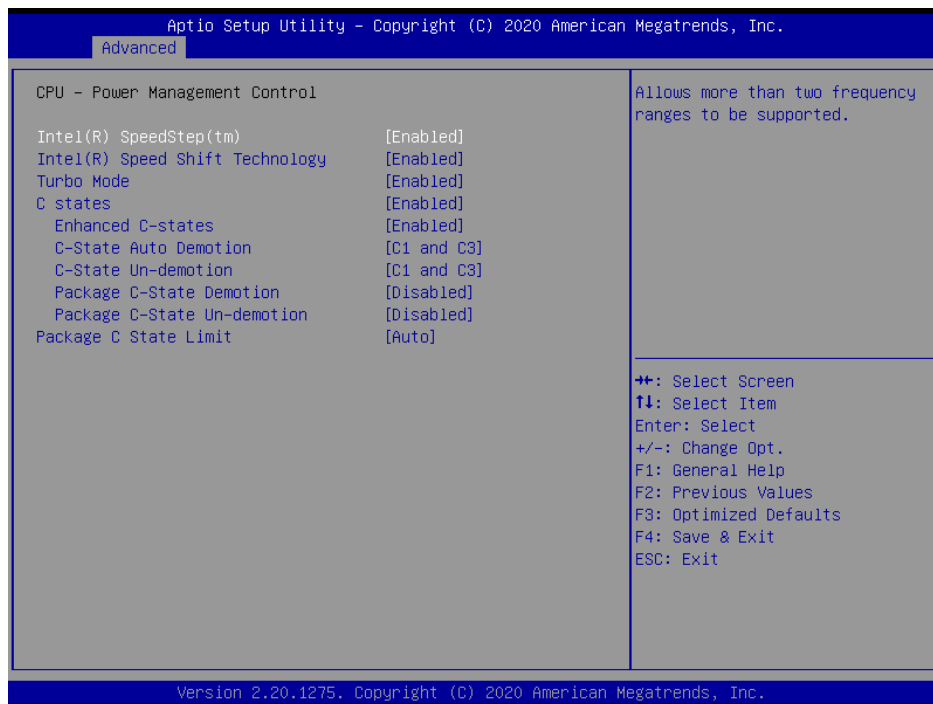 Aptio Setup Utility – Copyright (C) 2020 American Megatrends, Inc.
Advanced
CPU – Power Management Control
Intel(R) SpeedStep(tm) [Enabled]
Intel(R) Speed Shift Technology [Enabled]
Turbo Mode [Enabled]
C states [Enabled]
Enhanced C-states [Enabled]
C-State Auto Demotion [C1 and C3]
C-State Un-demotion [C1 and C3]
Package C-State Demotion [Disabled]
Package C-State Un-demotion [Disabled]
Package C State Limit [Auto]
Allows more than two frequency
ranges to be supported.
→←: Select Screen
↑↓: Select Item
Enter: Select
+/-: Change Opt.
F1: General Help
F2: Previous Values
F3: Optimized Defaults
F4: Save & Exit
ESC: Exit
Version 2.20.1275. Copyright (C) 2020 American Megatrends, Inc.